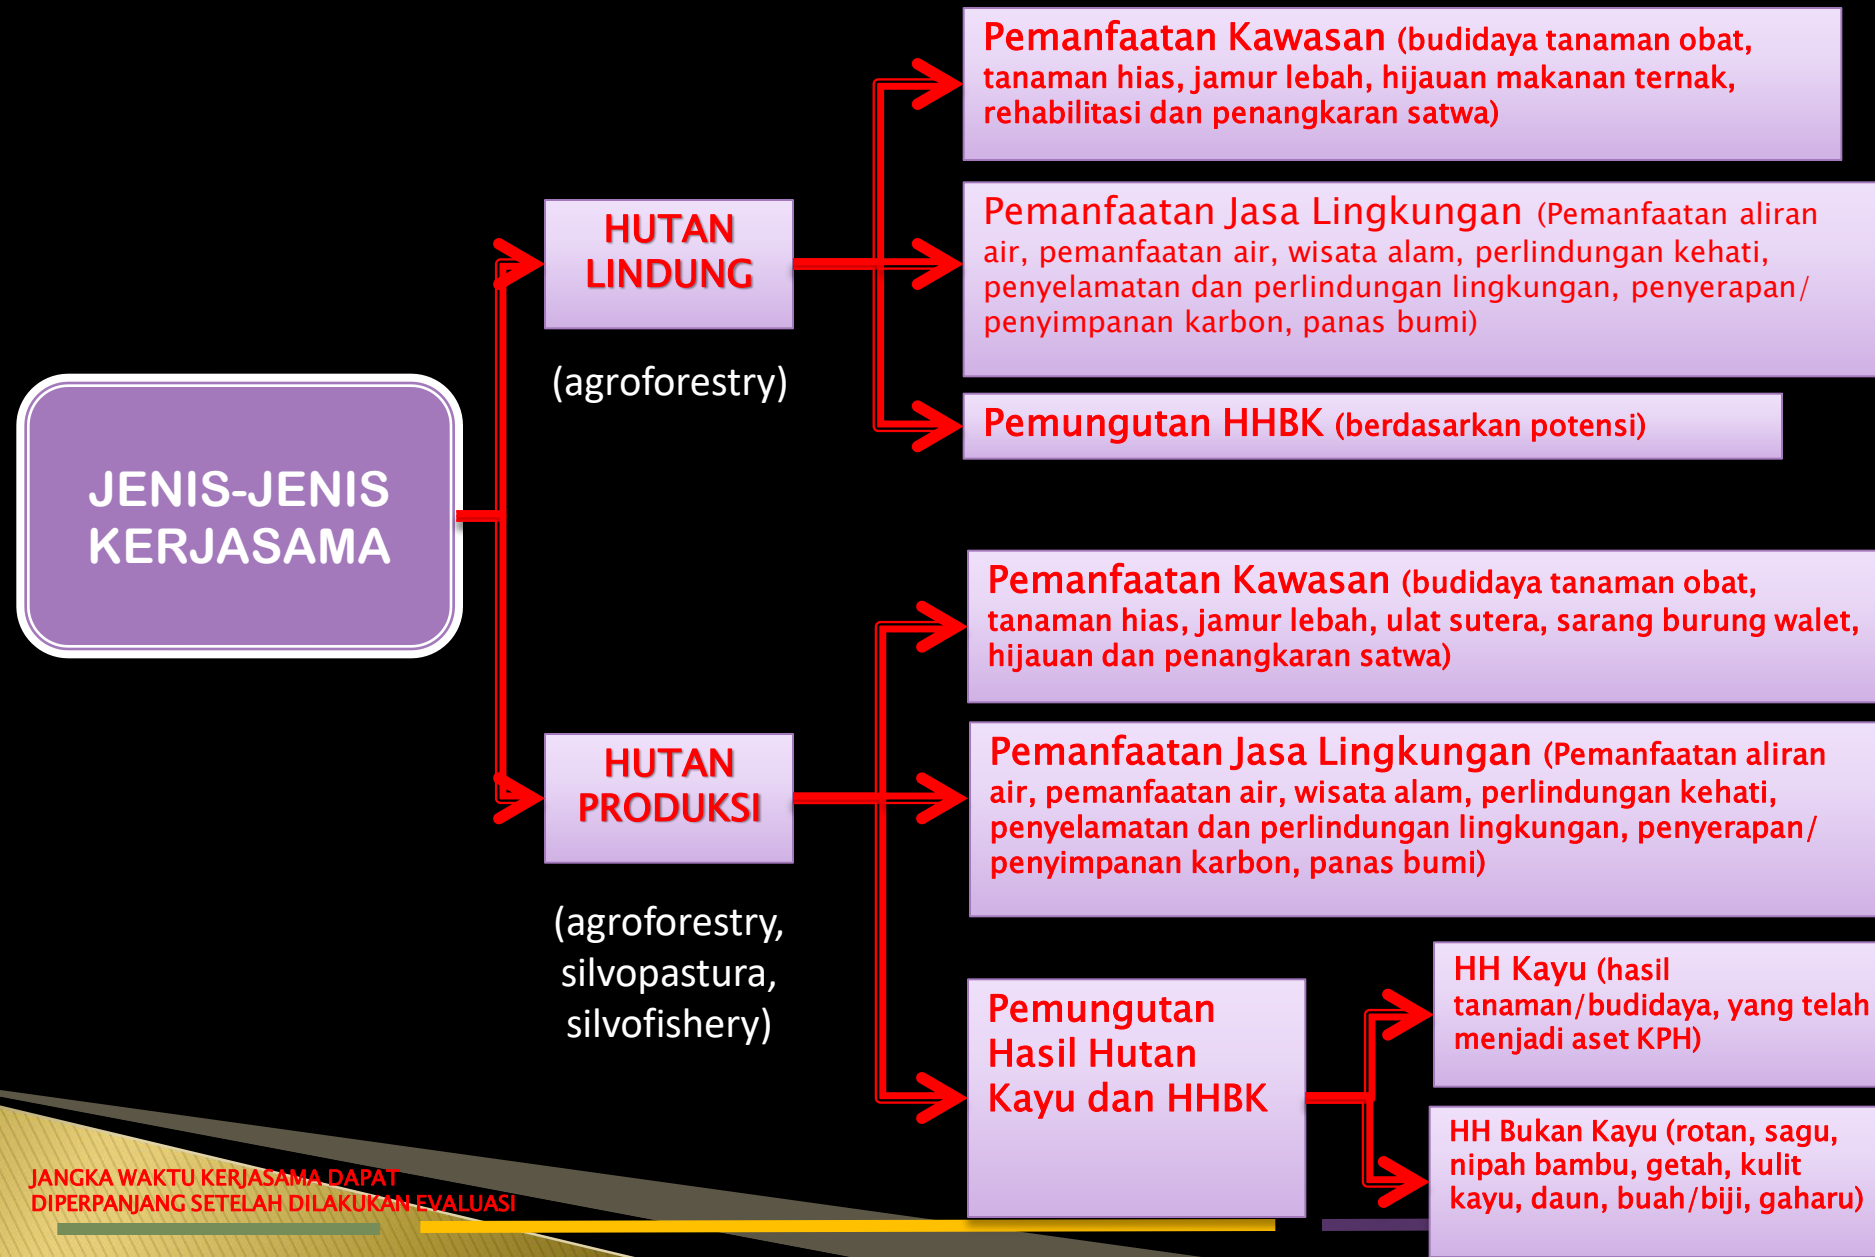 JENIS-JENIS
KERJASAMA
HUTAN
LINDUNG
(agroforestry)
Pemanfaatan Kawasan (budidaya tanaman obat,
tanaman hias, jamur lebah, hijauan makanan ternak,
rehabilitasi dan penangkaran satwa)
Pemanfaatan Jasa Lingkungan (Pemanfaatan aliran
air, pemanfaatan air, wisata alam, perlindungan kehati,
penyelamatan dan perlindungan lingkungan, penyerapan/
penyimpanan karbon, panas bumi)
Pemungutan HHBK (berdasarkan potensi)
HUTAN
PRODUKSI
(agroforestry,
silvopastura,
silvofishery)
Pemanfaatan Kawasan (budidaya tanaman obat,
tanaman hias, jamur lebah, ulat sutera, sarang burung walet,
hijauan dan penangkaran satwa)
Pemanfaatan Jasa Lingkungan (Pemanfaatan aliran
air, pemanfaatan air, wisata alam, perlindungan kehati,
penyelamatan dan perlindungan lingkungan, penyerapan/
penyimpanan karbon, panas bumi)
Pemungutan
Hasil Hutan
Kayu dan HHBK
HH Kayu (hasil
tanaman/budidaya, yang telah
menjadi aset KPH)
HH Bukan Kayu (rotan, sagu,
nipah bambu, getah, kulit
kayu, daun, buah/biji, gaharu)
JANGKA WAKTU KERJASAMA DAPAT
DIPERPANJANG SETELAH DILAKUKAN EVALUASI